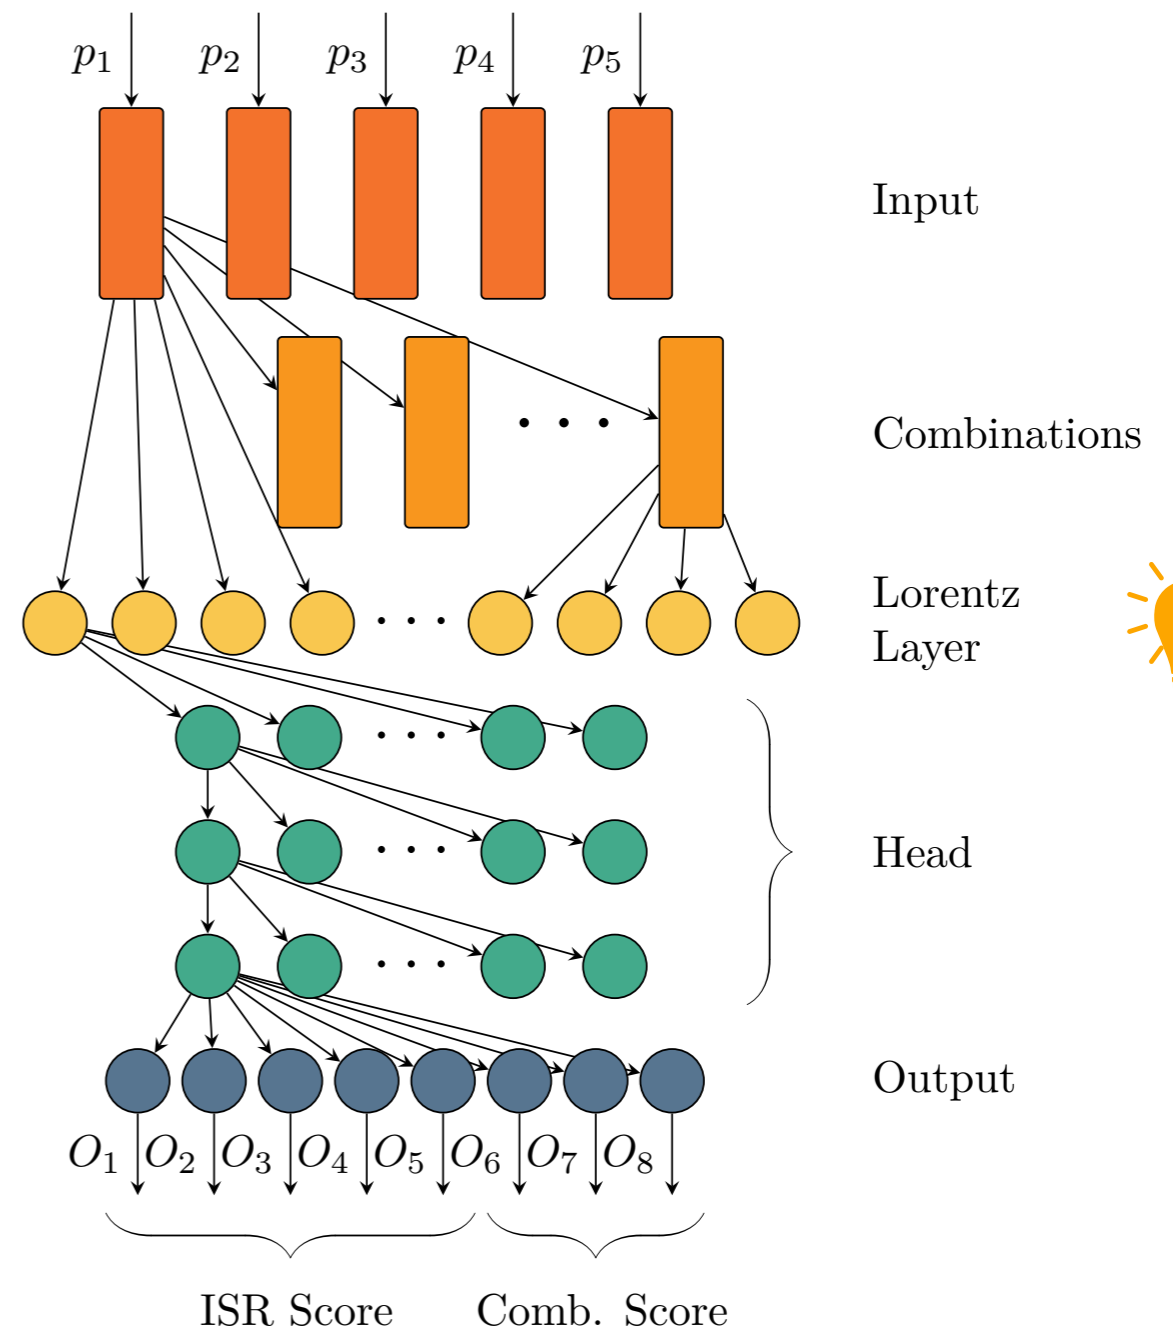 p₁ p₂ p₃ p₄ p₅
Input
Combinations
Lorentz
Layer
Head
Output
O₁ O₂ O₃ O₄ O₅ O₆ O₇ O₈
ISR Score Comb. Score